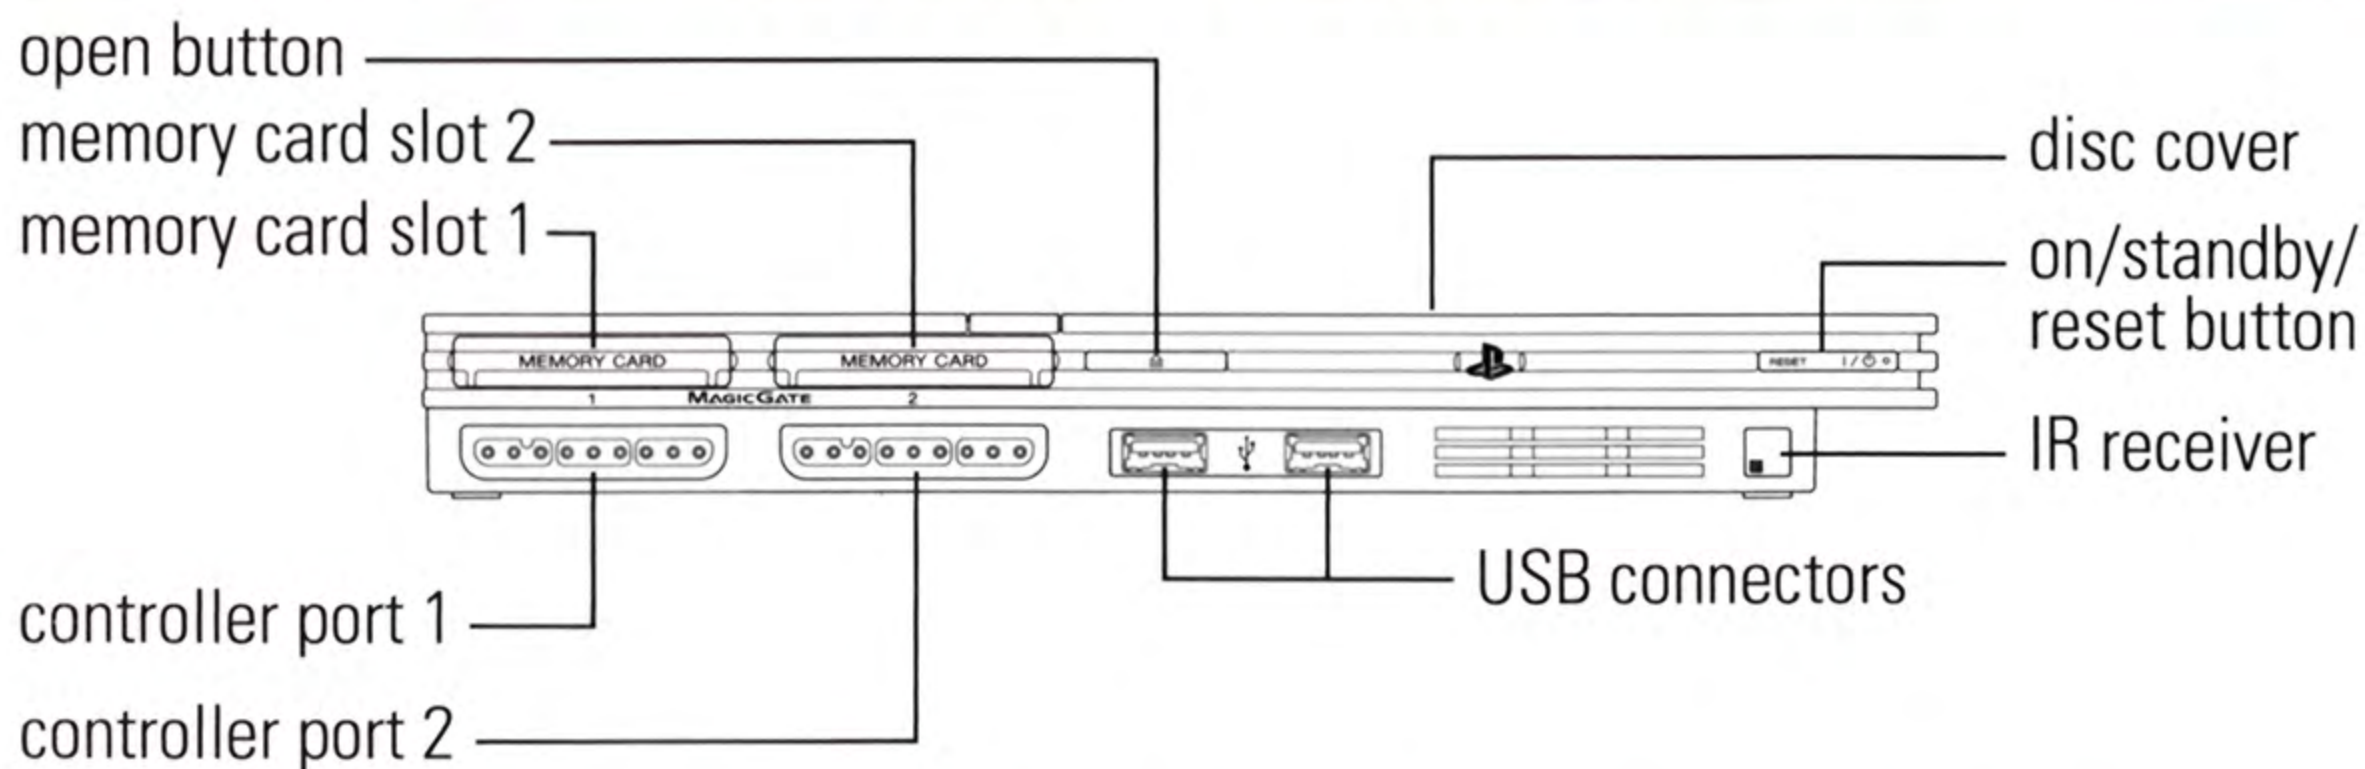 open button
memory card slot 2
memory card slot 1
disc cover
on/standby/
reset button
IR receiver
MEMORY CARD
MEMORY CARD
RESET
1
MAGICGATE
2
USB connectors
controller port 1
controller port 2